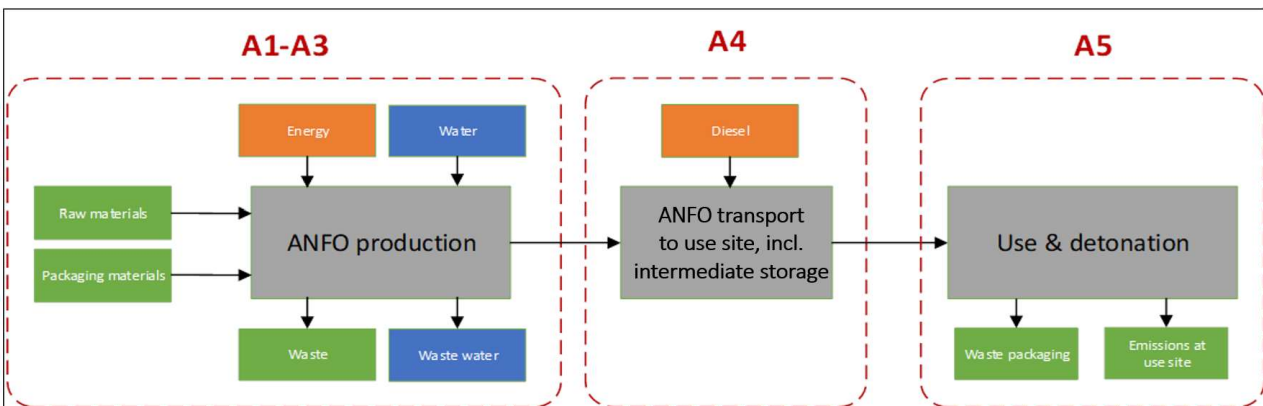 A1-A3
A4
A5
Energy
Water
Diesel
Raw materials
Packaging materials
ANFO production
ANFO transport
to use site, incl.
intermediate storage
Use & detonation
Waste
Waste water
Waste packaging
Emissions at
use site